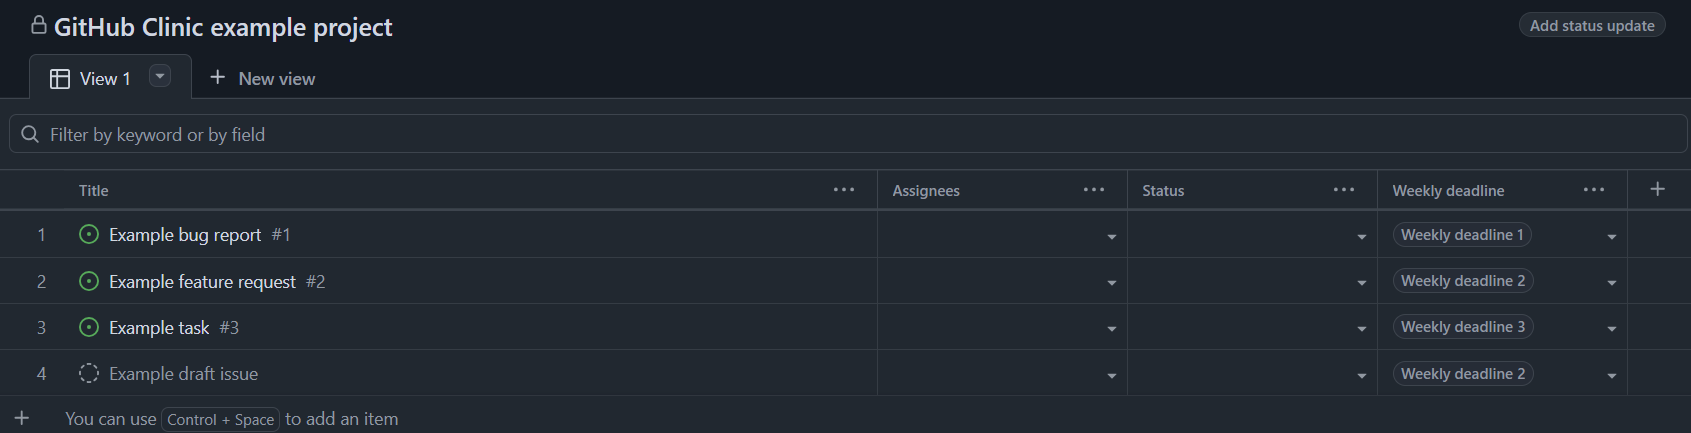 GitHub Clinic example project
Add status update
View 1
New view
Filter by keyword or by field
Title Assignees Status Weekly deadline
1 Example bug report #1 Weekly deadline 1
2 Example feature request #2 Weekly deadline 2
3 Example task #3 Weekly deadline 3
4 Example draft issue Weekly deadline 2
You can use Control + Space to add an item